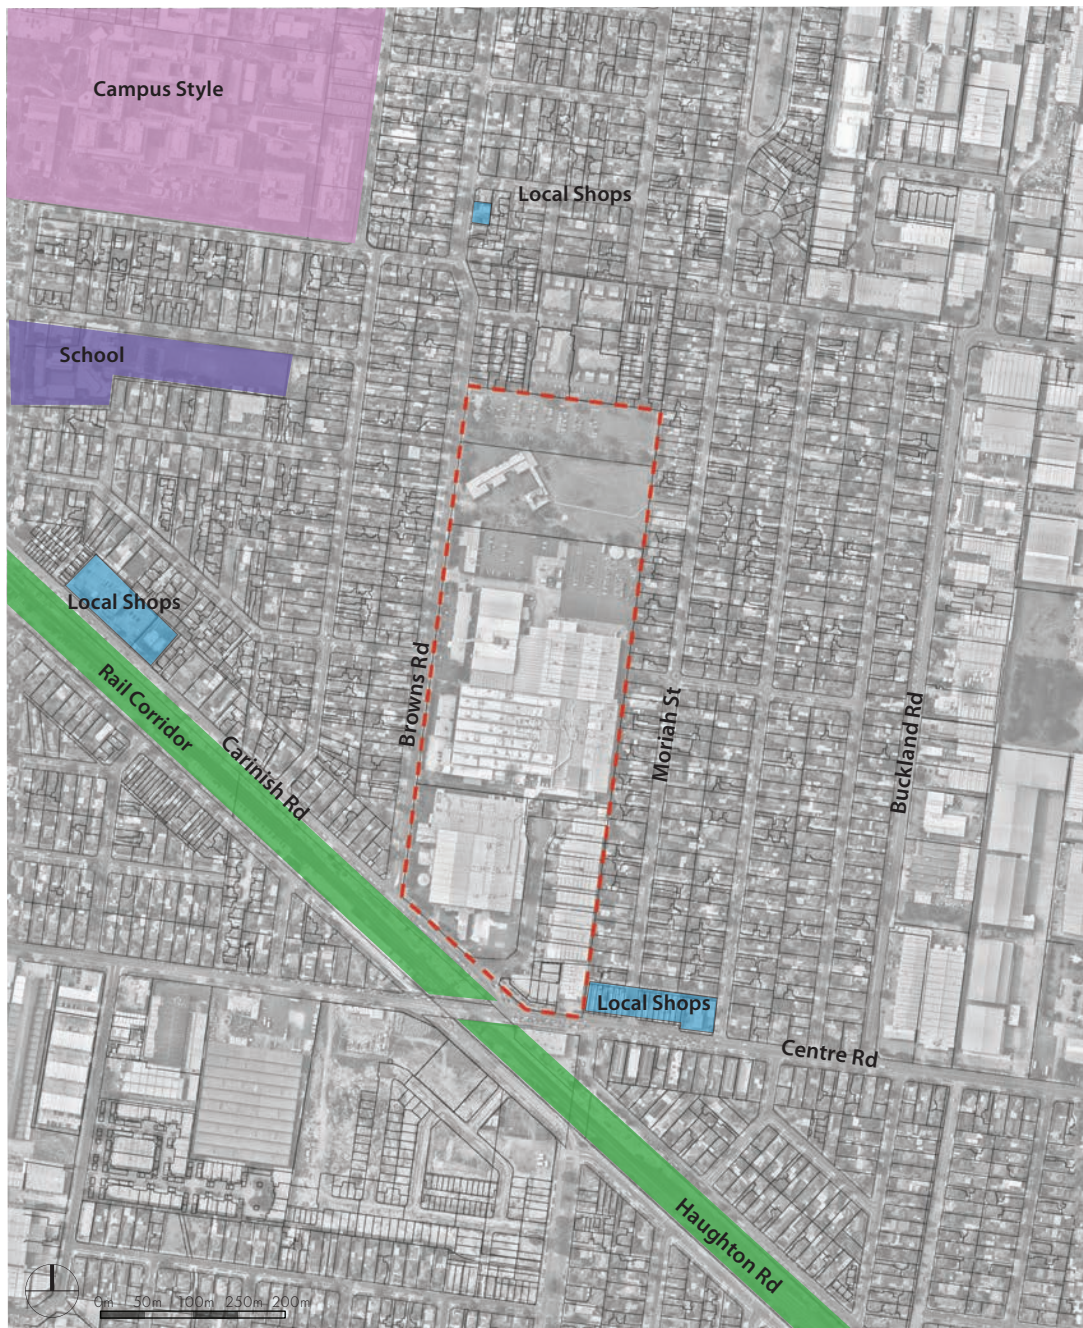 Campus Style
Local Shops
School
Local Shops
Rail Corridor
Carinish Rd
Browns Rd
Moriah St
Buckland Rd
Local Shops
Centre Rd
Haughton Rd
0m 50m 100m 250m 200m